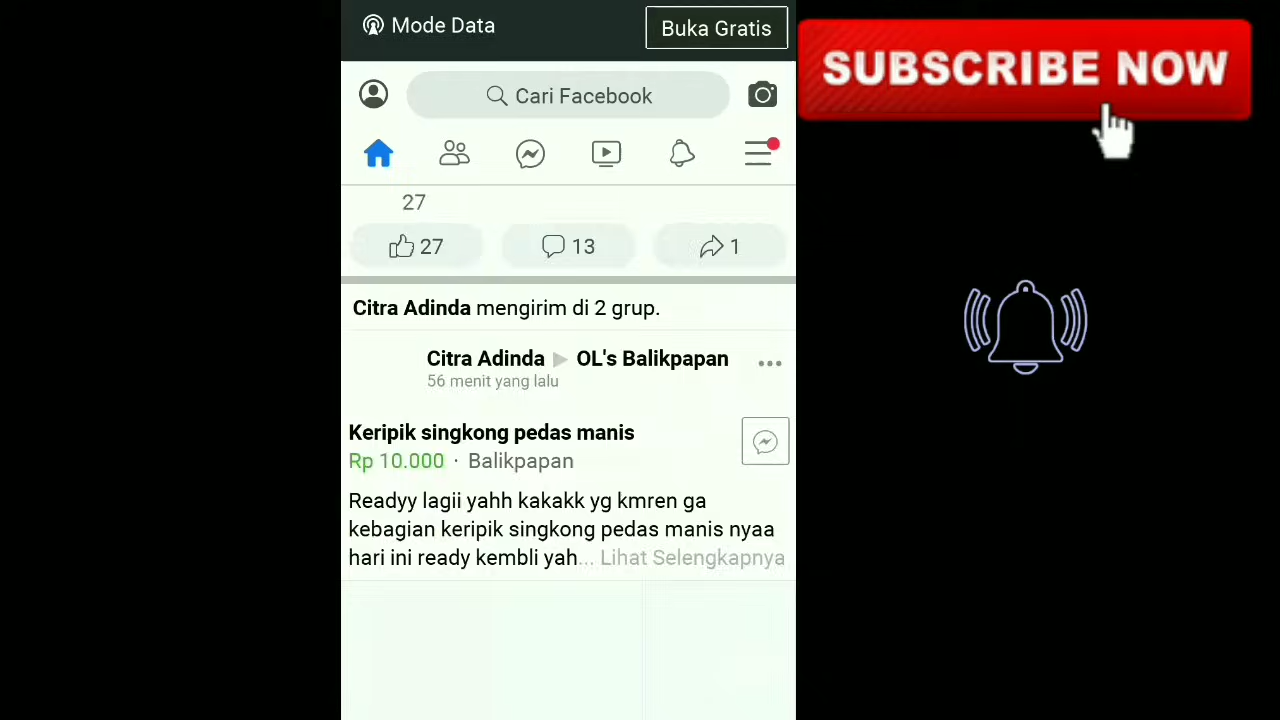 Mode Data
Buka Gratis
SUBSCRIBE NOW
Cari Facebook
27
27
13
1
Citra Adinda mengirim di 2 grup.
Citra Adinda ▶ OL's Balikpapan
56 menit yang lalu
Keripik singkong pedas manis
Rp 10.000 · Balikpapan
Readyy lagii yahh kakakk yg kmren ga
kebagian keripik singkong pedas manis nyaa
hari ini ready kembli yah... Lihat Selengkapnya